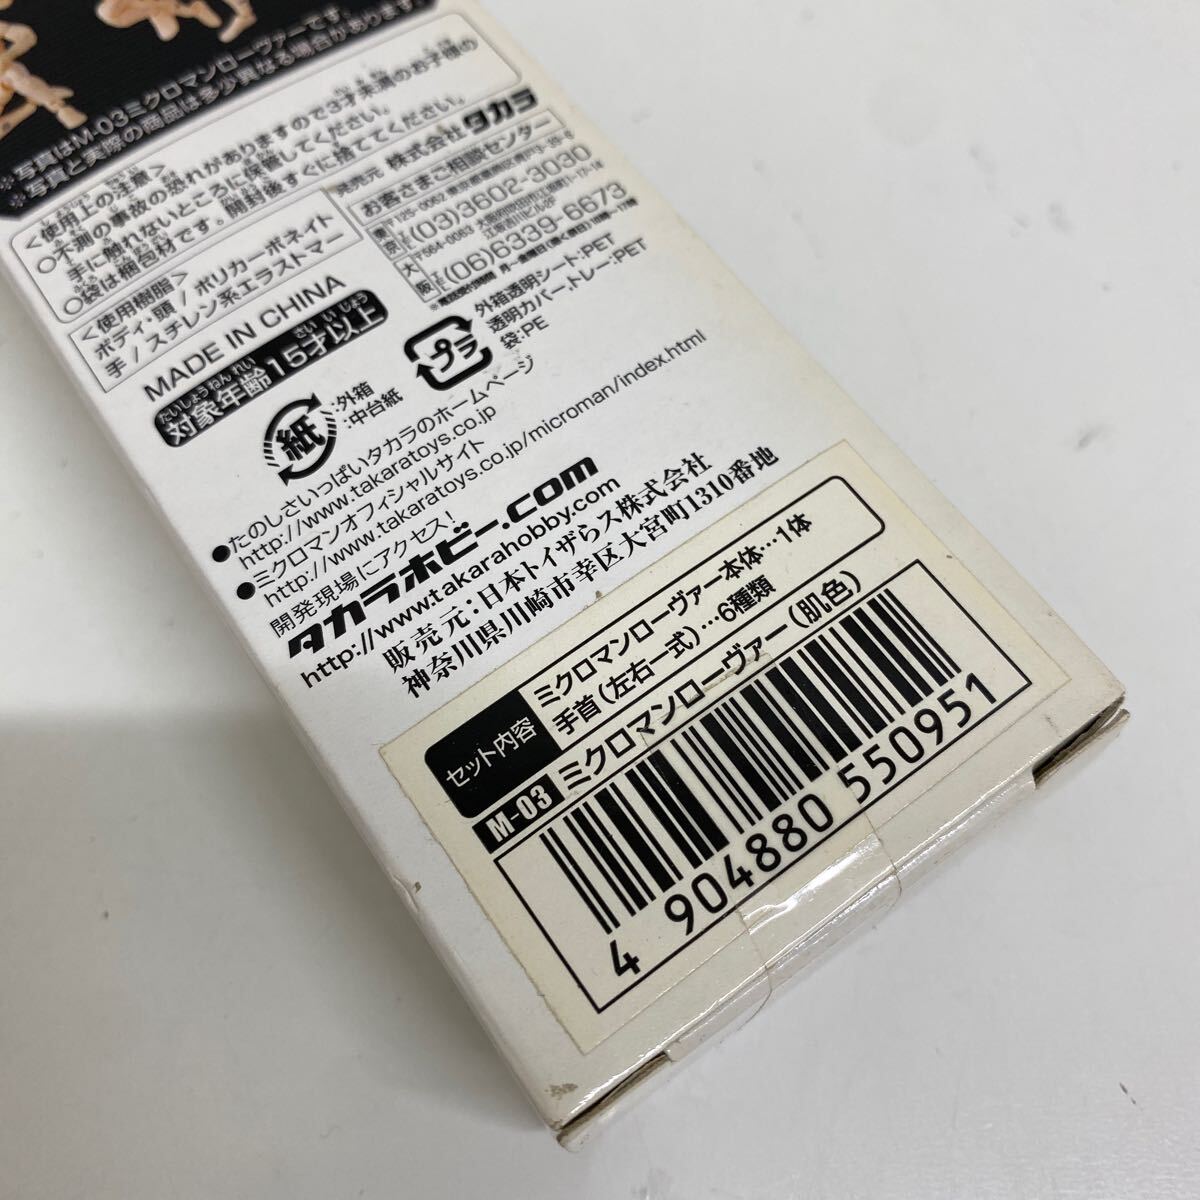 ※写真はM-03ミクロマンローヴァーです。
※写真と実際の商品は多少異なる場合があります。
<使用上の注意>
○不測の事故の恐れがありますので3才未満のお子様の
手に触れないところに保管してください。
○袋は梱包材です。開封後すぐに捨ててください。
<使用樹脂>
ボディ・頭/ポリカーボネイト
手/スチレン系エラストマー
MADE IN CHINA
たいしょうねんれい さい いじょう
対象年齢15才以上
発売元 株式会社タカラ
お客さまご相談センター
東京
(03)3602-3030
大阪
〒564-0063
(06)6339-6673
プラ
外箱透明シート:PET
透明カバー、トレー:PET
袋:PE
紙
:外箱
:中台紙
●たのしさいっぱいタカラのホームページ
http://www.takaratoys.co.jp
●ミクロマンオフィシャルサイト
http://www.takaratoys.co.jp/microman/index.html
開発現場にアクセス!
タカラホビー.com
http://www.takarahobby.com
販売元:日本トイザらス株式会社
神奈川県川崎市幸区大宮町1310番地
セット内容
ミクロマンローヴァー本体…1体
手首(左右一式)…6種類
M-03 ミクロマンローヴァー(肌色)
4 904880 550951